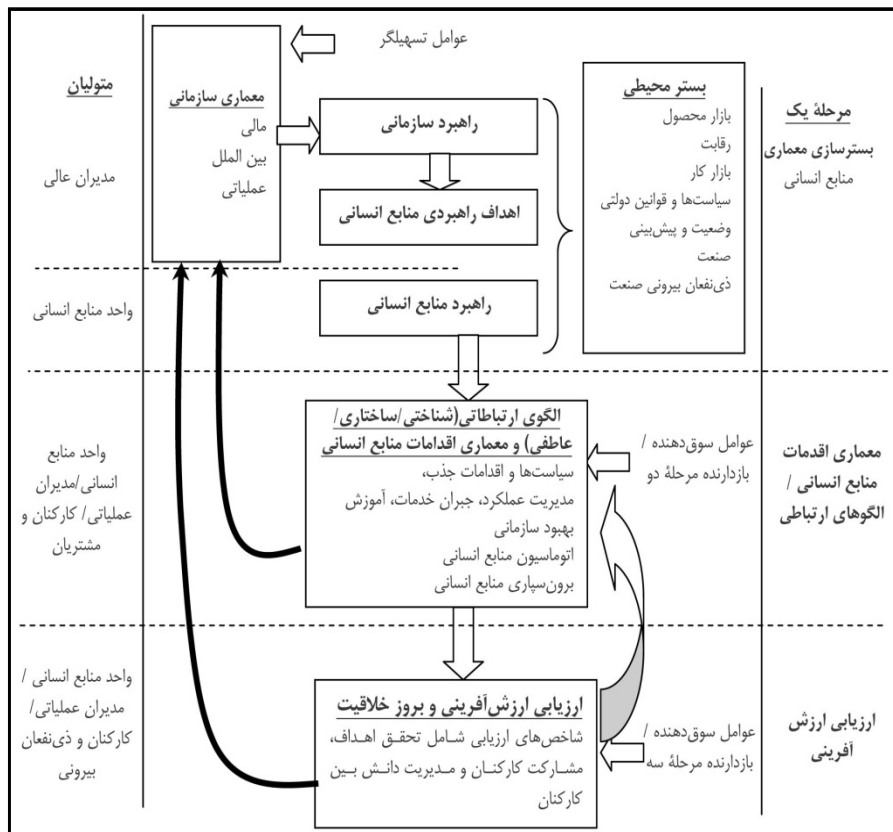 عوامل تسهیلگر
مرحلهٔ یک
بسترسازی معماری
منابع انسانی
بستر محیطی
بازار محصول
رقابت
بازار کار
سیاست‌ها و قوانین دولتی
وضعیت و پیش‌بینی
صنعت
ذی‌نفعان بیرونی صنعت
راهبرد سازمانی
اهداف راهبردی منابع انسانی
راهبرد منابع انسانی
معماری سازمانی
مالی
بین الملل
عملیاتی
متولیان
مدیران عالی
واحد منابع انسانی
معماری اقدمات
منابع انسانی /
الگوهای ارتباطی
عوامل سوق‌دهنده /
بازدارنده مرحلهٔ دو
الگوی ارتباطاتی(شناختی/ساختاری/
عاطفی) و معماری اقدامات منابع انسانی
سیاست‌ها و اقدامات جذب،
مدیریت عملکرد، جبران خدمات، آموزش
بهبود سازمانی
اتوماسیون منابع انسانی
برون‌سپاری منابع انسانی
واحد منابع
انسانی/مدیران
عملیاتی/ کارکنان و
مشتریان
ارزیابی ارزش
آفرینی
عوامل سوق‌دهنده /
بازدارنده مرحلهٔ سه
ارزیابی ارزش‌آفرینی و بروز خلاقیت
شاخص‌های ارزیابی شامل تحقق اهداف،
مشارکت کارکنان و مدیریت دانش بین
کارکنان
واحد منابع انسانی /
مدیران عملیاتی/
کارکنان و ذی‌نفعان
بیرونی